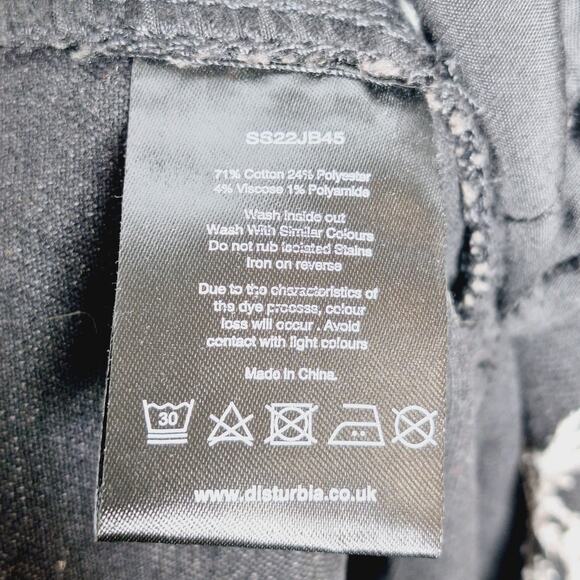 SS22JB45
71% Cotton 24% Polyester
4% Viscose 1% Polyamide
Wash Inside out
Wash With Similar Colours
Do not rub Isolated Stains
Iron on reverse
Due to the characteristics of
the dye process, colour
loss will occur . Avoid
contact with light colours
Made in China.
30
www.disturbia.co.uk